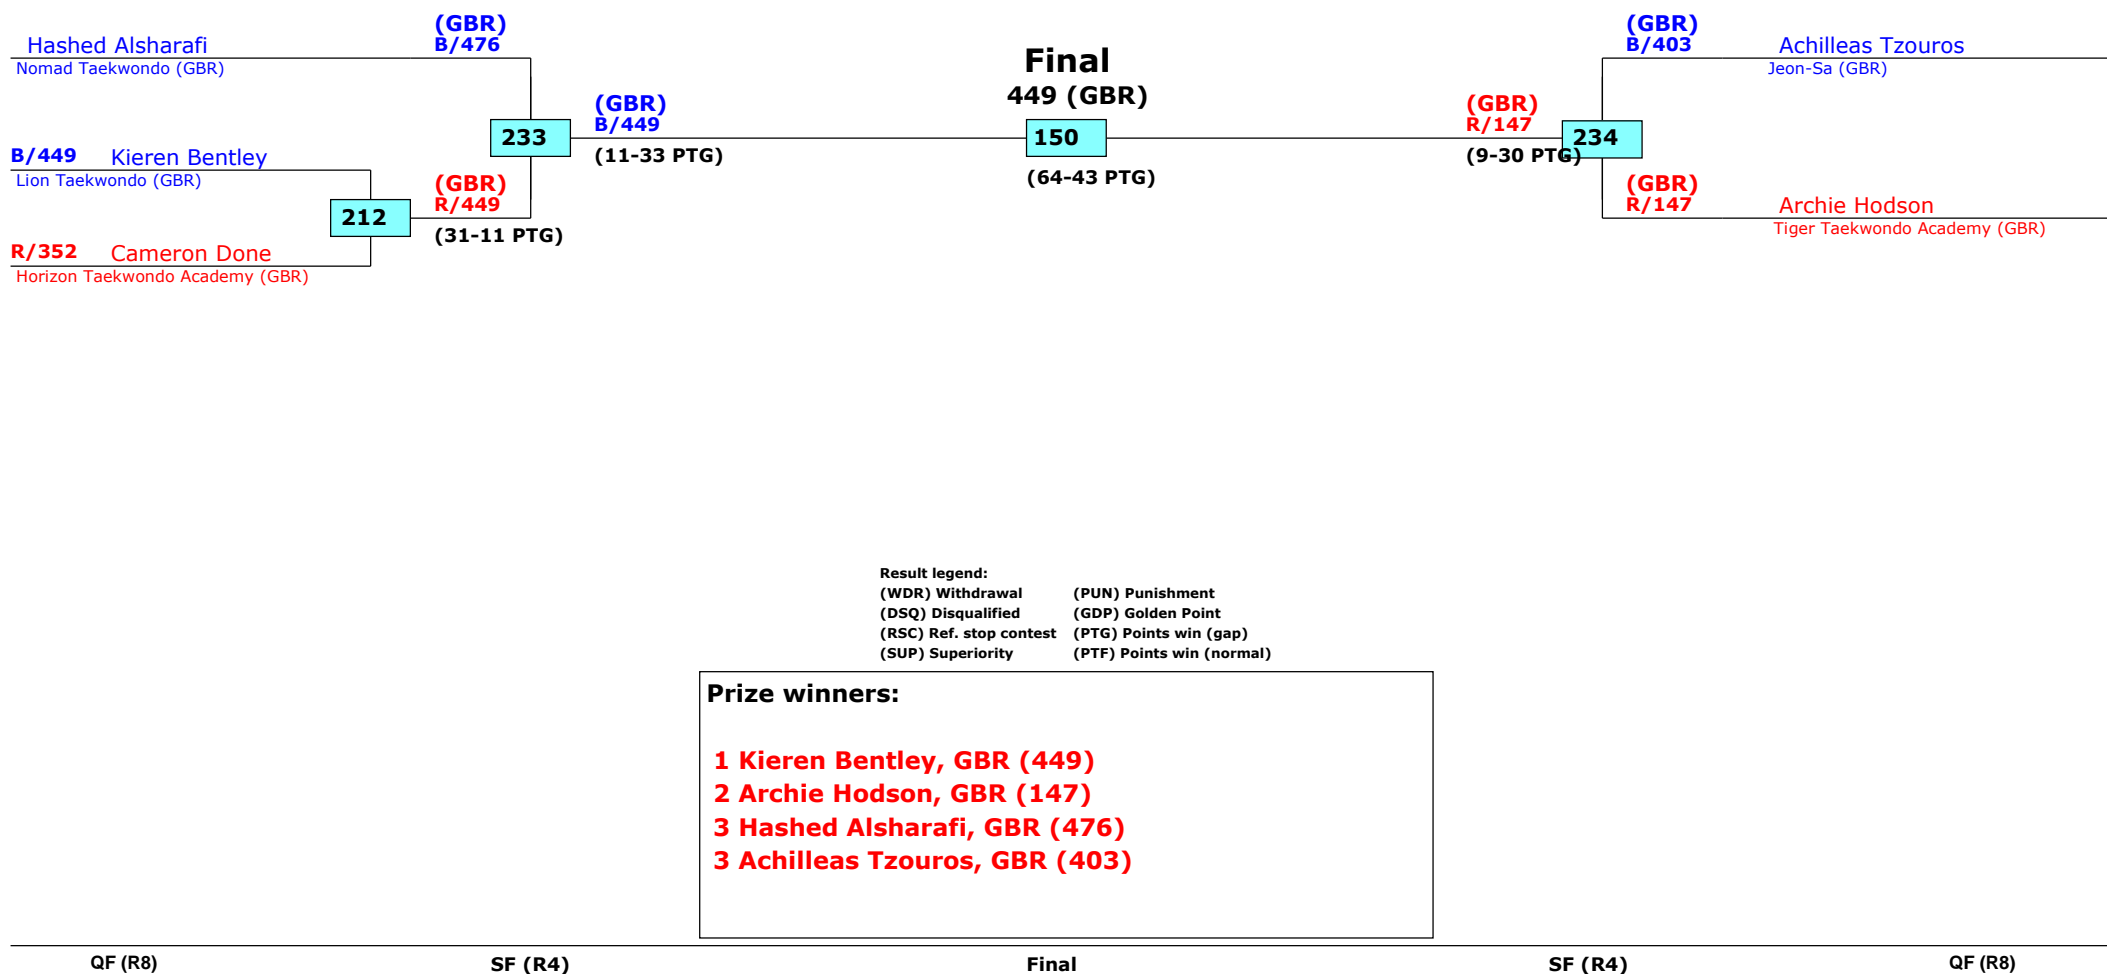 (GBR)
B/476
Hashed Alsharafi
Nomad Taekwondo (GBR)
B/449 Kieren Bentley
Lion Taekwondo (GBR)
R/352 Cameron Done
Horizon Taekwondo Academy (GBR)
212
(GBR)
R/449
(31-11 PTG)
233
(GBR)
B/449
(11-33 PTG)
Final
449 (GBR)
150
(64-43 PTG)
(GBR)
R/147
(9-30 PTG)
234
(GBR)
B/403
Achilleas Tzouros
Jeon-Sa (GBR)
(GBR)
R/147
Archie Hodson
Tiger Taekwondo Academy (GBR)
Result legend:
(WDR) Withdrawal (PUN) Punishment
(DSQ) Disqualified (GDP) Golden Point
(RSC) Ref. stop contest (PTG) Points win (gap)
(SUP) Superiority (PTF) Points win (normal)
Prize winners:
1 Kieren Bentley, GBR (449)
2 Archie Hodson, GBR (147)
3 Hashed Alsharafi, GBR (476)
3 Achilleas Tzouros, GBR (403)
QF (R8) SF (R4) Final SF (R4) QF (R8)